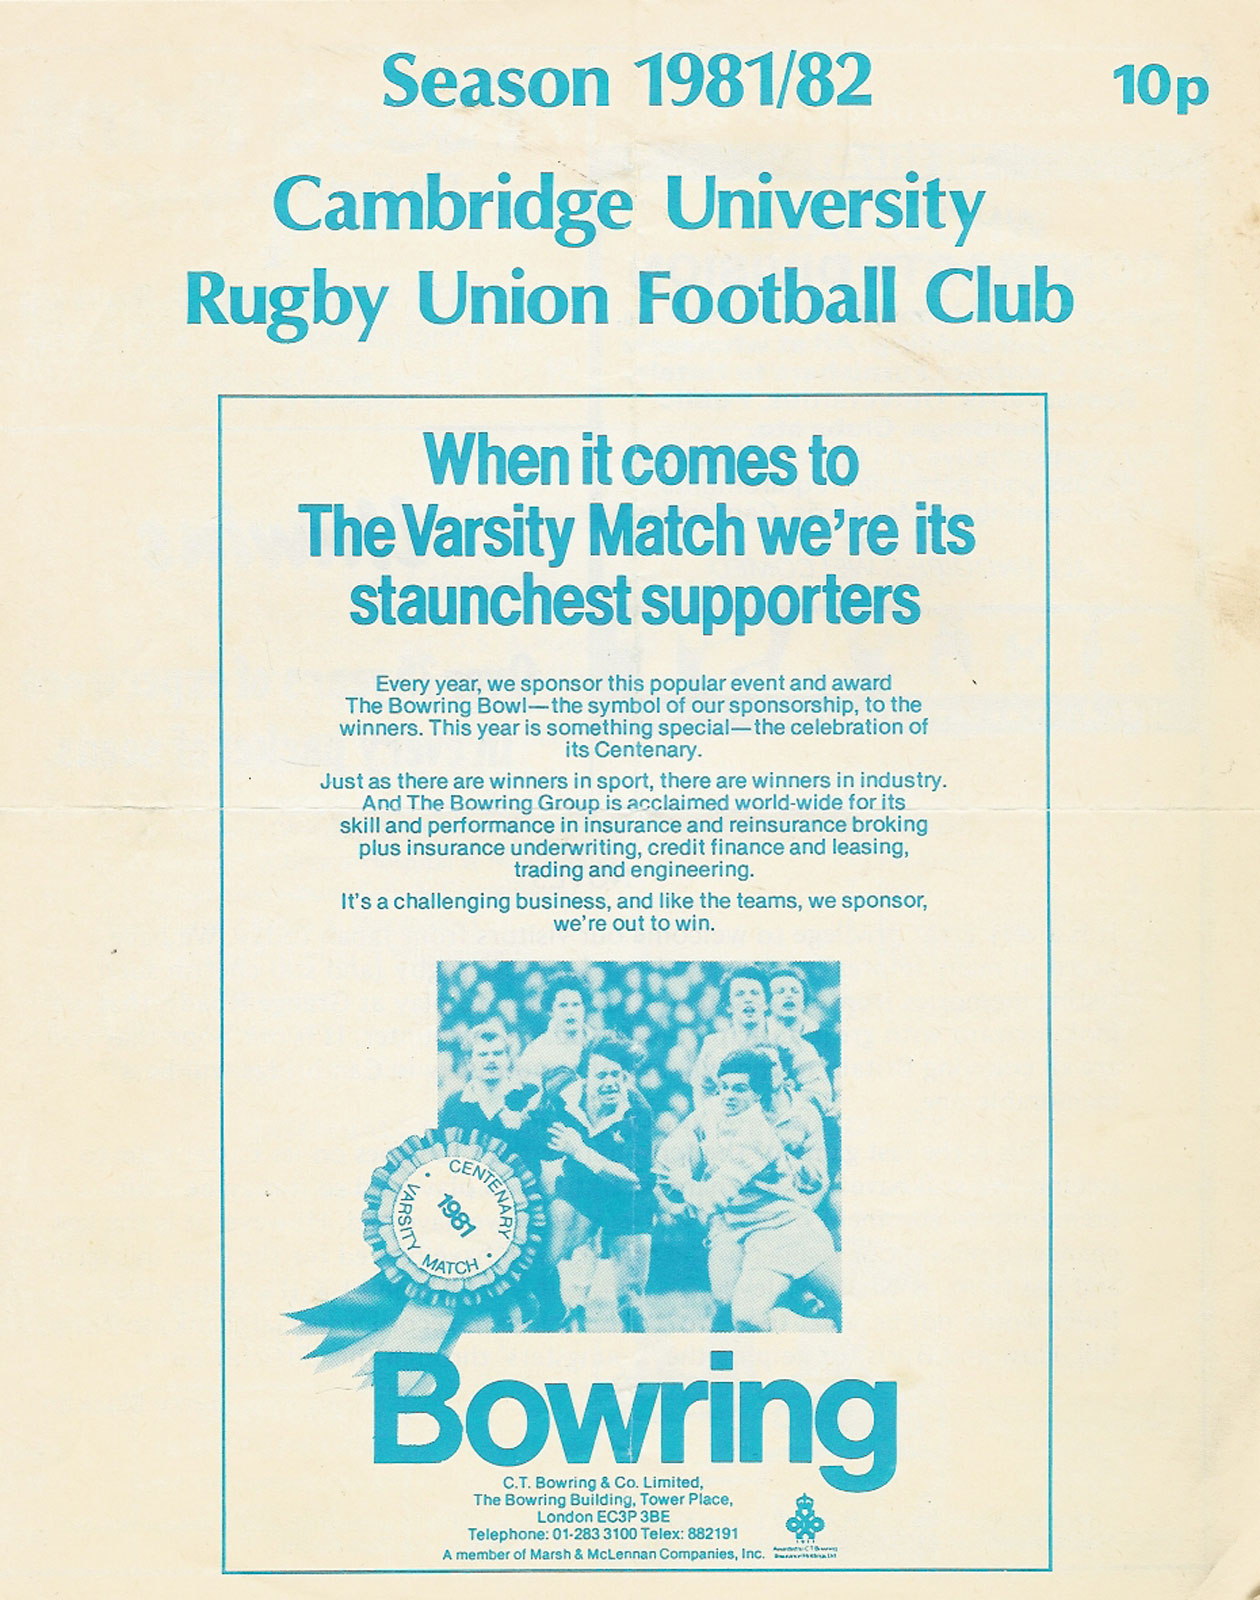 Season 1981/82
10p
Cambridge University
Rugby Union Football Club
When it comes to
The Varsity Match we're its
staunchest supporters
Every year, we sponsor this popular event and award
The Bowring Bowl—the symbol of our sponsorship, to the
winners. This year is something special—the celebration of
its Centenary.
Just as there are winners in sport, there are winners in industry.
And The Bowring Group is acclaimed world-wide for its
skill and performance in insurance and reinsurance broking
plus insurance underwriting, credit finance and leasing,
trading and engineering.
It's a challenging business, and like the teams, we sponsor,
we're out to win.
CENTENARY
VARSITY MATCH
1981
Bowring
C.T. Bowring & Co. Limited,
The Bowring Building, Tower Place,
London EC3P 3BE
Telephone: 01-283 3100 Telex: 882191
A member of Marsh & McLennan Companies, Inc.
Awarded to C T Bowring